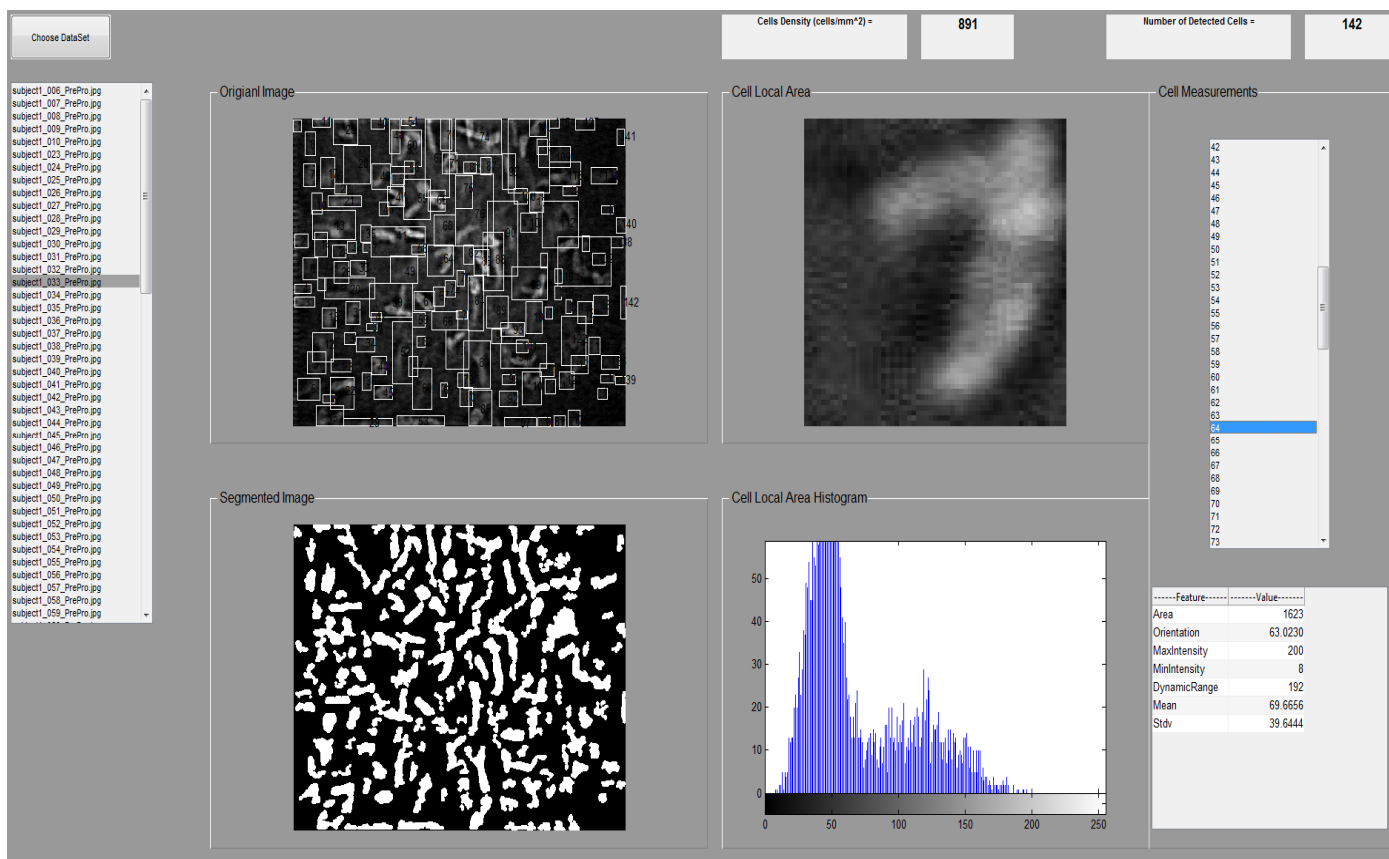 Choose DataSet
Cells Density (cells/mm^2) =
891
Number of Detected Cells =
142
subject1_006_PrePro.jpg
subject1_007_PrePro.jpg
subject1_008_PrePro.jpg
subject1_009_PrePro.jpg
subject1_010_PrePro.jpg
subject1_023_PrePro.jpg
subject1_024_PrePro.jpg
subject1_025_PrePro.jpg
subject1_026_PrePro.jpg
subject1_027_PrePro.jpg
subject1_028_PrePro.jpg
subject1_029_PrePro.jpg
subject1_030_PrePro.jpg
subject1_031_PrePro.jpg
subject1_032_PrePro.jpg
subject1_033_PrePro.jpg
subject1_034_PrePro.jpg
subject1_035_PrePro.jpg
subject1_036_PrePro.jpg
subject1_037_PrePro.jpg
subject1_038_PrePro.jpg
subject1_039_PrePro.jpg
subject1_040_PrePro.jpg
subject1_041_PrePro.jpg
subject1_042_PrePro.jpg
subject1_043_PrePro.jpg
subject1_044_PrePro.jpg
subject1_045_PrePro.jpg
subject1_046_PrePro.jpg
subject1_047_PrePro.jpg
subject1_048_PrePro.jpg
subject1_049_PrePro.jpg
subject1_050_PrePro.jpg
subject1_051_PrePro.jpg
subject1_052_PrePro.jpg
subject1_053_PrePro.jpg
subject1_054_PrePro.jpg
subject1_055_PrePro.jpg
subject1_056_PrePro.jpg
subject1_057_PrePro.jpg
subject1_058_PrePro.jpg
subject1_059_PrePro.jpg
Origianl Image
142
Cell Local Area
Cell Measurements
42
43
44
45
46
47
48
49
50
51
52
53
54
55
56
57
58
59
60
61
62
63
64
65
66
67
68
69
70
71
72
73
Segmented Image
Cell Local Area Histogram
50
40
30
20
10
0
0 50 100 150 200 250
------Feature------ -------Value-------
Area 1623
Orientation 63.0230
MaxIntensity 200
MinIntensity 8
DynamicRange 192
Mean 69.6656
Stdv 39.6444